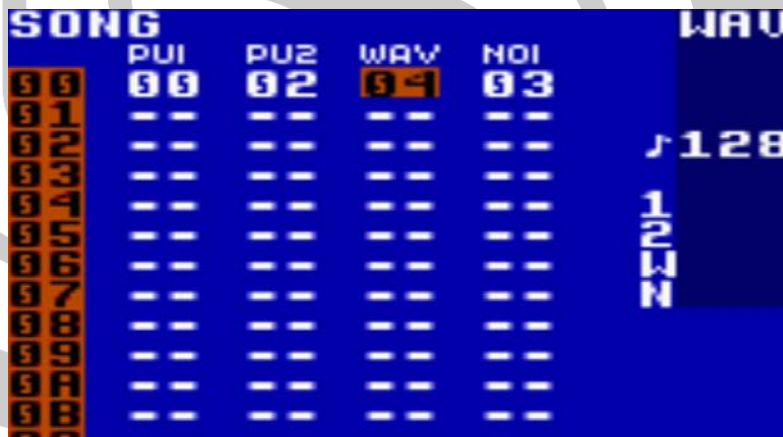 SONG WAV
PU1 PU2 WAV NOI
00 00 02 04 03
01 -- -- -- --
02 -- -- -- -- ♪128
03 -- -- -- --
04 -- -- -- -- 1
05 -- -- -- -- 2
06 -- -- -- -- W
07 -- -- -- -- N
08 -- -- -- --
09 -- -- -- --
0A -- -- -- --
0B -- -- -- --